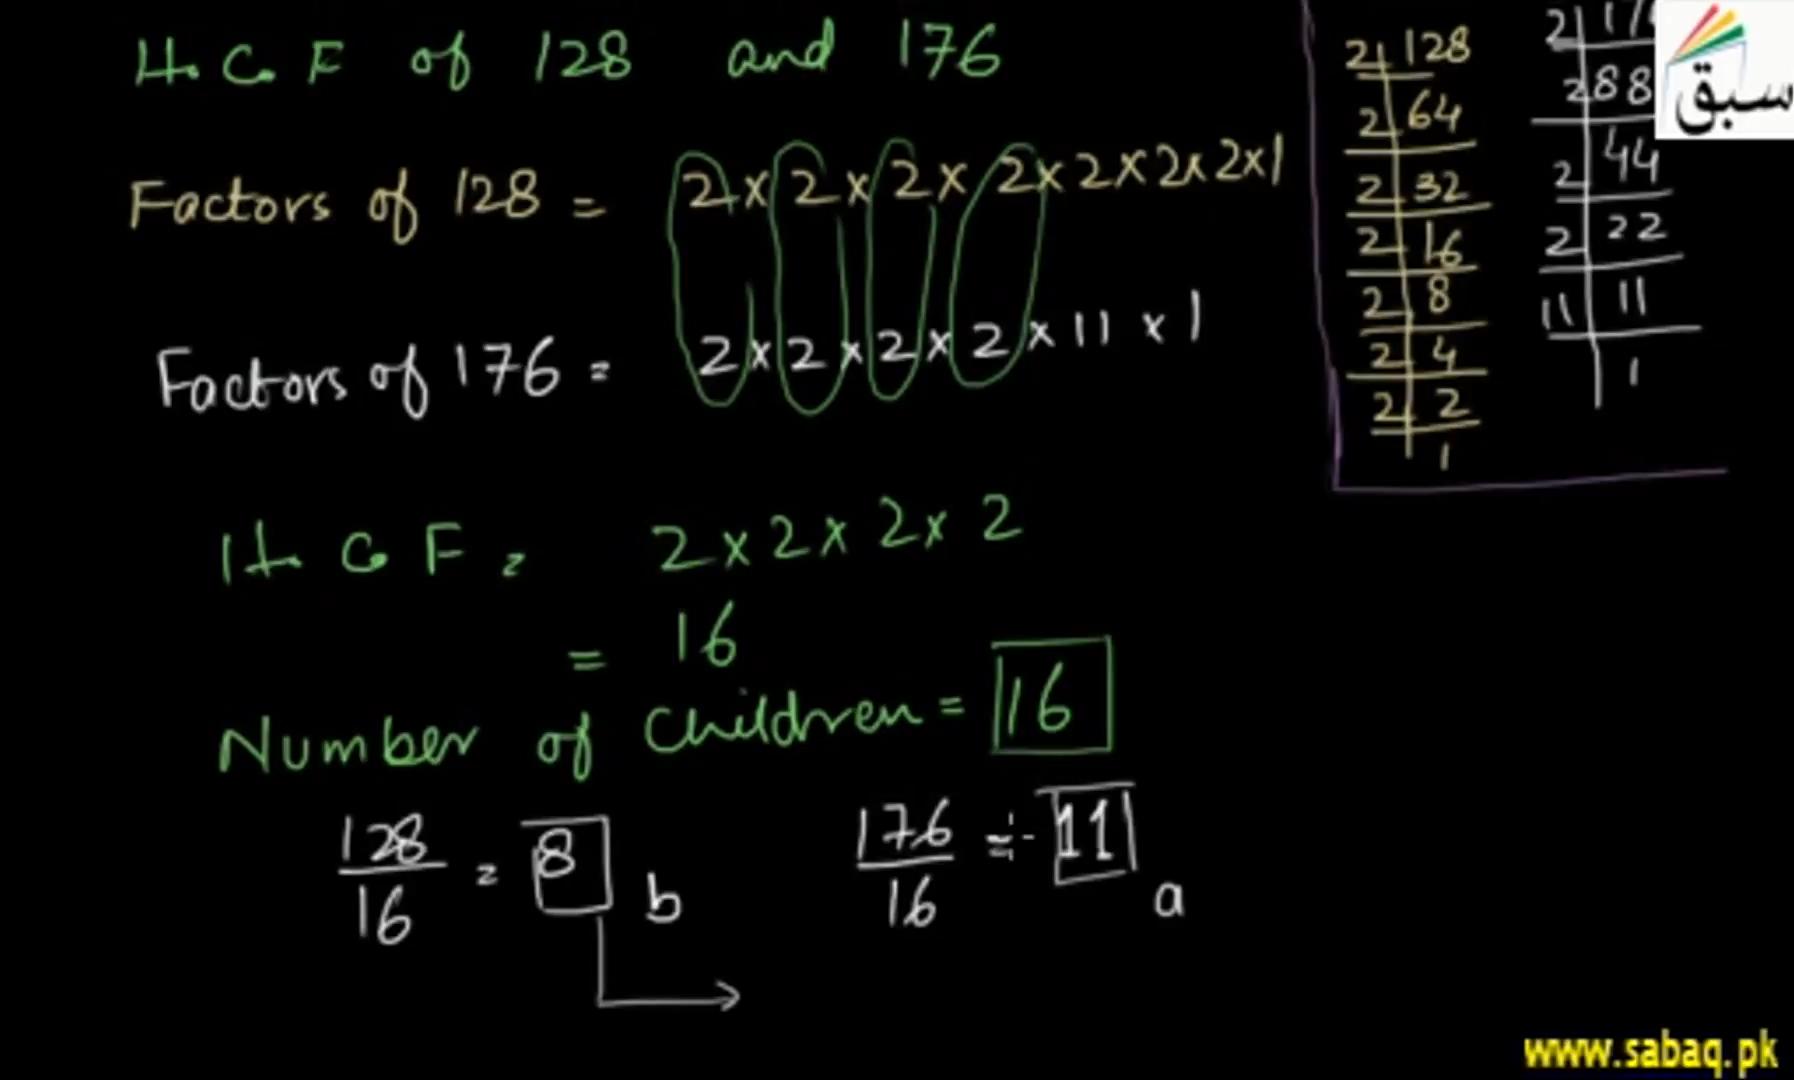 H.C.F of 128 and 176
Factors of 128 = 2 x 2 x 2 x 2 x 2 x 2 x 2 x 1
Factors of 176 = 2 x 2 x 2 x 2 x 11 x 1
H.C.F = 2 x 2 x 2 x 2
= 16
Number of children = 16
128
16
= 8 b
176
16
= 11 a
2 128
2 64
2 32
2 16
2 8
2 4
2 2
1
2 17
2 88
2 44
2 22
11 11
1
سبق
www.sabaq.pk